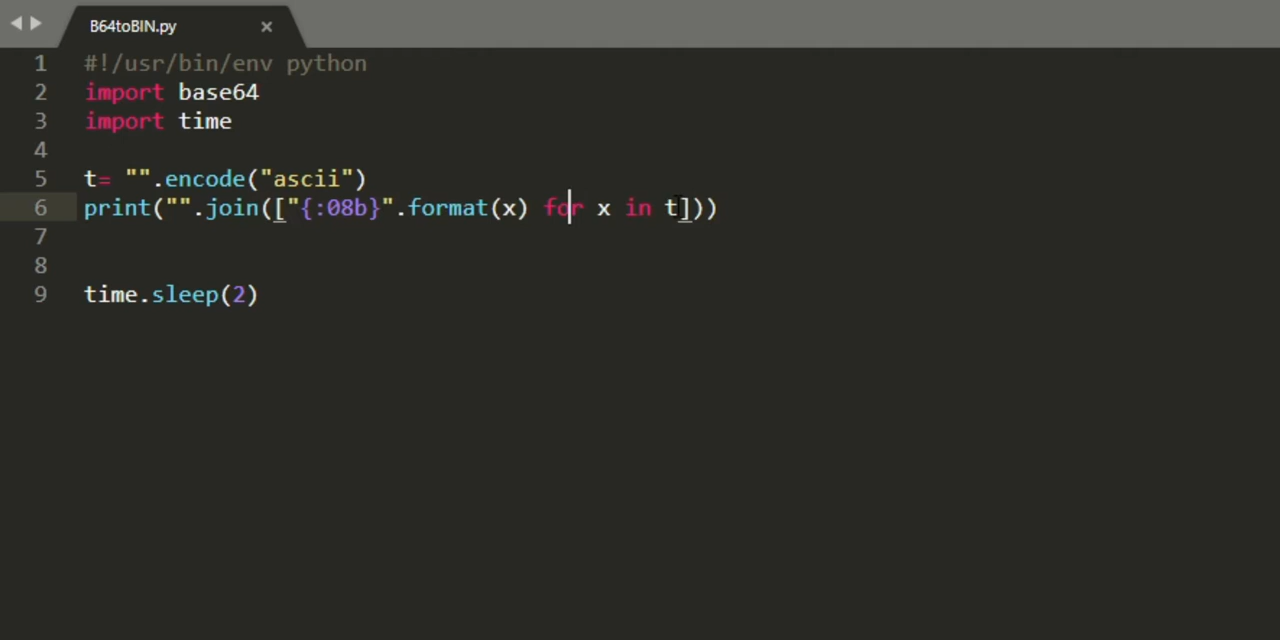 B64toBIN.py ×
1 #!/usr/bin/env python
2 import base64
3 import time
4
5 t= "".encode("ascii")
6 print("".join(["{:08b}".format(x) for x in t]))
7
8
9 time.sleep(2)